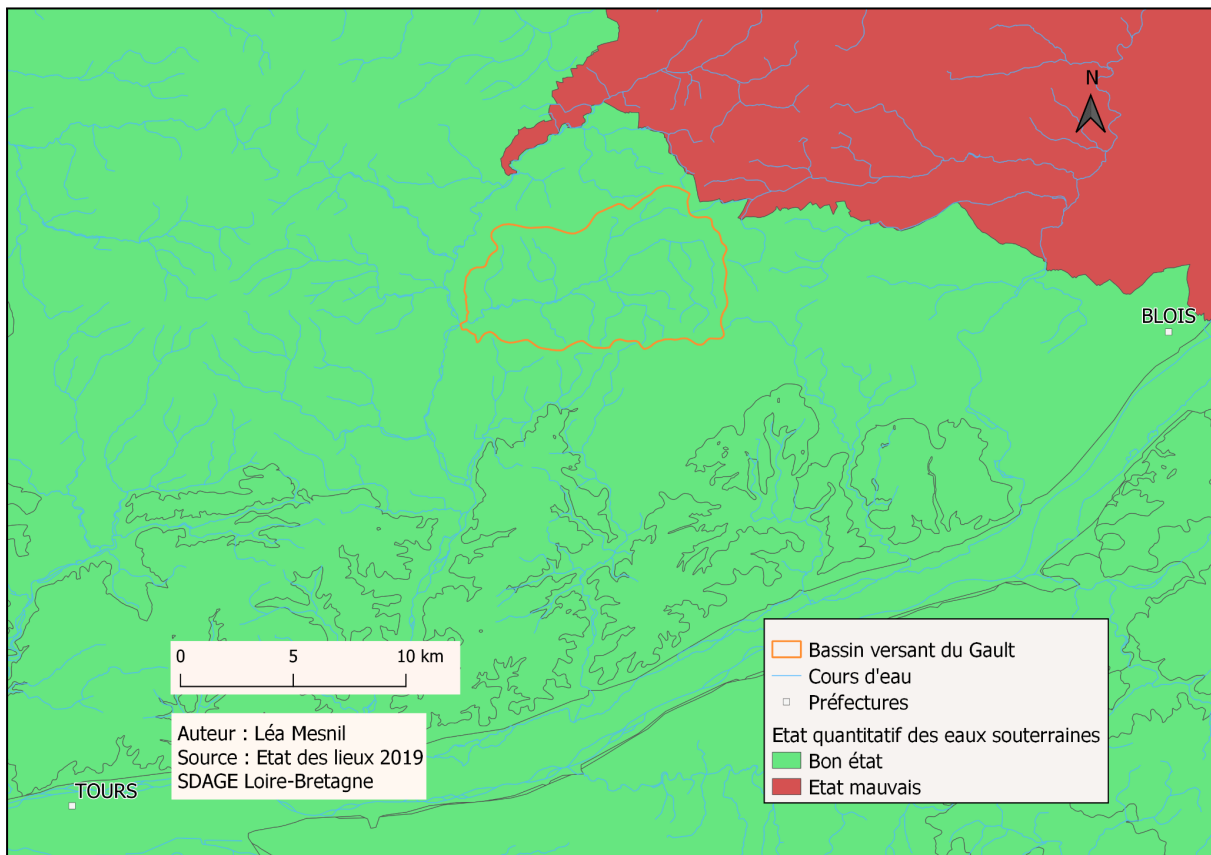 N
BLOIS
0 5 10 km
Auteur : Léa Mesnil
Source : Etat des lieux 2019
SDAGE Loire-Bretagne
TOURS
Bassin versant du Gault
Cours d'eau
Préfectures
Etat quantitatif des eaux souterraines
Bon état
Etat mauvais